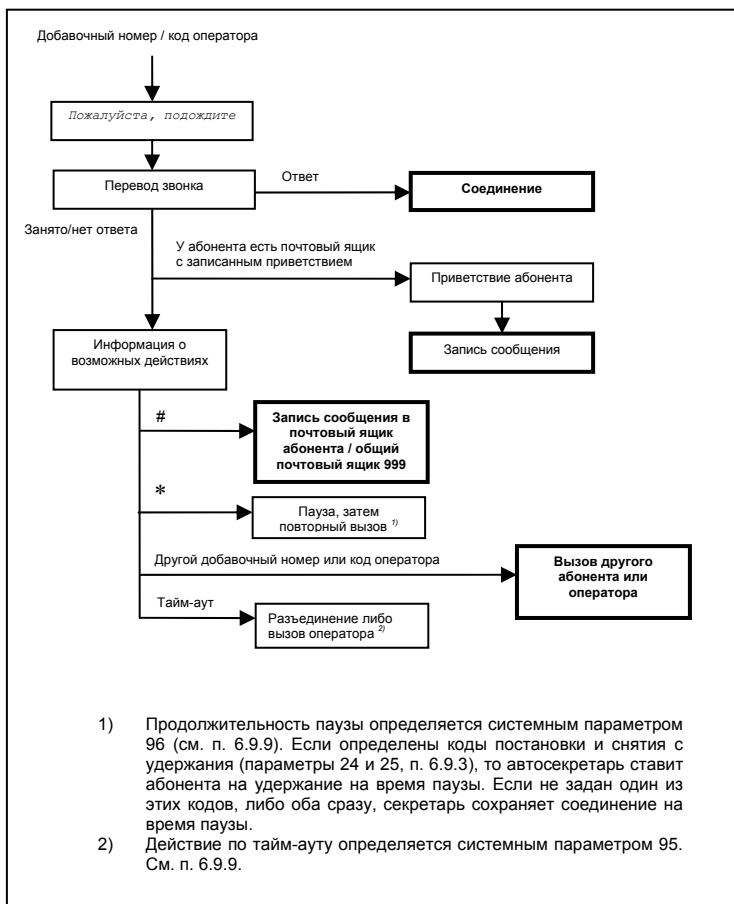 Добавочный номер / код оператора
Пожалуйста, подождите
Перевод звонка
Ответ
Соединение
Занято/нет ответа
У абонента есть почтовый ящик
с записанным приветствием
Приветствие абонента
Запись сообщения
Информация о
возможных действиях
#
Запись сообщения в
почтовый ящик
абонента / общий
почтовый ящик 999
*
Пауза, затем
повторный вызов 1)
Другой добавочный номер или код оператора
Вызов другого
абонента или
оператора
Тайм-аут
Разъединение либо
вызов оператора 2)
1) Продолжительность паузы определяется системным параметром
96 (см. п. 6.9.9). Если определены коды постановки и снятия с
удержания (параметры 24 и 25, п. 6.9.3), то автосекретарь ставит
абонента на удержание на время паузы. Если не задан один из
этих кодов, либо оба сразу, секретарь сохраняет соединение на
время паузы.
2) Действие по тайм-ауту определяется системным параметром 95.
См. п. 6.9.9.